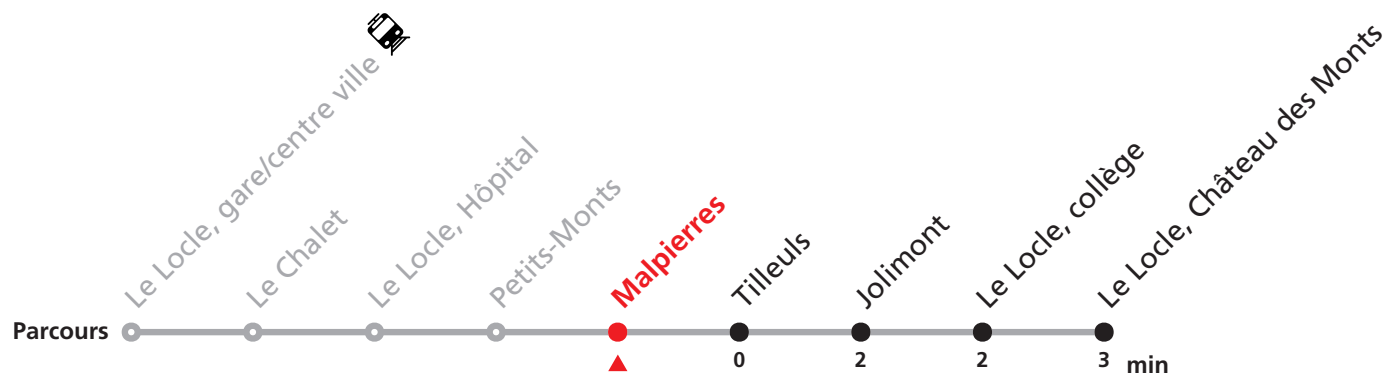 Le Locle, gare/centre ville
Le Chalet
Le Locle, Hôpital
Petits-Monts
Malpierres
Tilleuls
Jolimont
Le Locle, collège
Le Locle, Château des Monts
Parcours
0 2 2 3 min